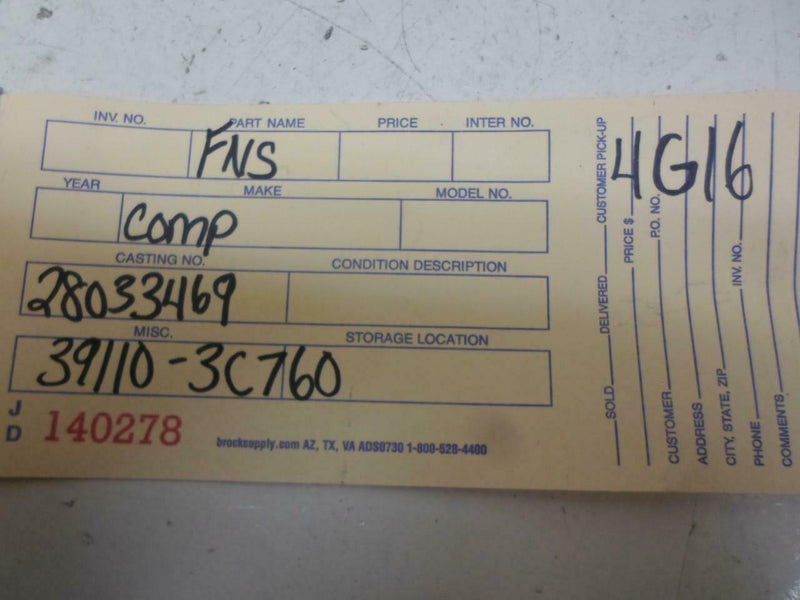 INV. NO. PART NAME PRICE INTER NO.
FNS
YEAR MAKE MODEL NO.
Comp
CASTING NO. CONDITION DESCRIPTION
28033469
MISC. STORAGE LOCATION
39110-3C760
J D 140278
brocksupply.com AZ, TX, VA ADS0730 1-800-528-4400
4G16
SOLD DELIVERED CUSTOMER PICK-UP
PRICE $
P.O. NO.
CUSTOMER
ADDRESS
CITY, STATE, ZIP
PHONE INV. NO.
COMMENTS